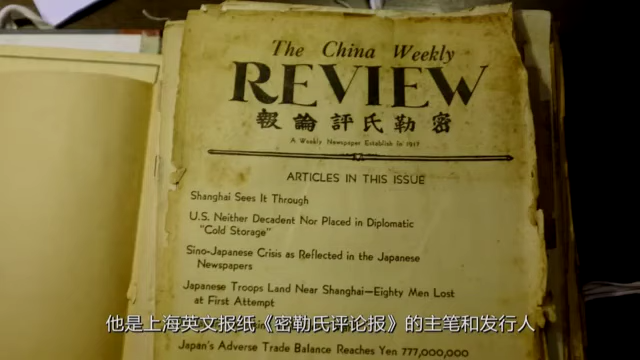 The China Weekly
REVIEW
報論評氏勒密
A Weekly Newspaper Establish In 1917
ARTICLES IN THIS ISSUE
Shanghai Sees It Through
U.S. Neither Decadent Nor Placed in Diplomatic
"Cold Storage"
Sino-Japanese Crisis as Reflected in the Japanese
Newspapers
Japanese Troops Land Near Shanghai—Eighty Men Lost
at First Attempt
他是上海英文报纸《密勒氏评论报》的主笔和发行人
Japan's Adverse Trade Balance Reaches Yen 777,000,000